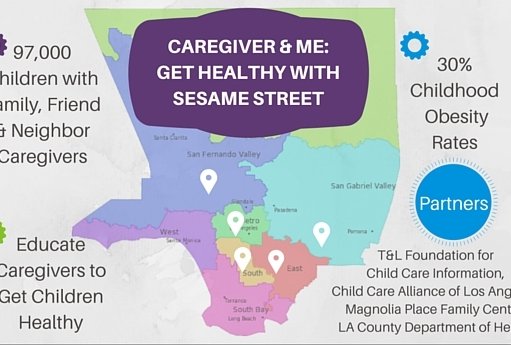 CAREGIVER & ME:
GET HEALTHY WITH
SESAME STREET
97,000
hildren with
amily, Friend
& Neighbor
Caregivers
30%
Childhood
Obesity
Rates
Santa Clarita
San Fernando Valley
San Gabriel Valley
Glendale
Pasadena
Metro
Angeles
West
Santa Monica
Pomona
South
East
Torrance
South Bay
Long Beach
Educate
Caregivers to
Get Children
Healthy
Partners
T&L Foundation for
Child Care Information,
Child Care Alliance of Los Ang
Magnolia Place Family Cent
LA County Department of He